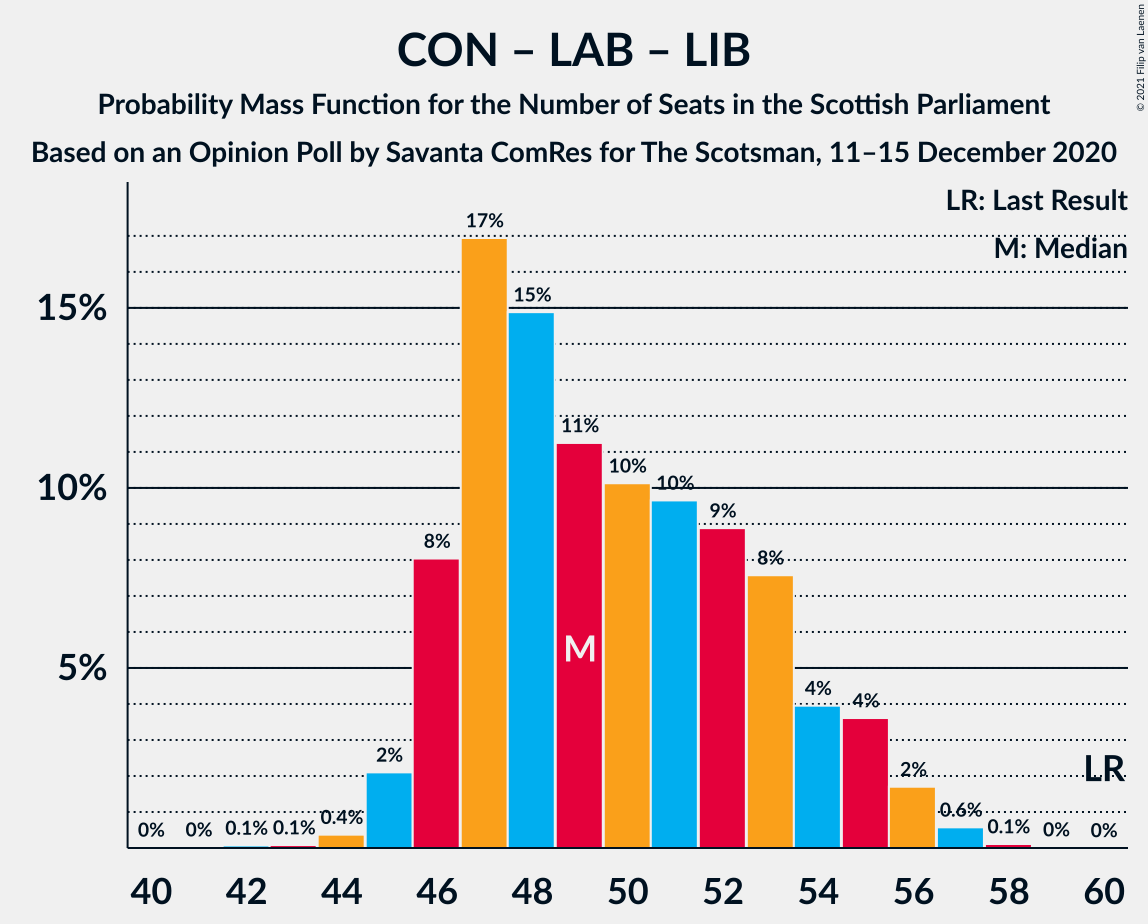 CON – LAB – LIB
Probability Mass Function for the Number of Seats in the Scottish Parliament
Based on an Opinion Poll by Savanta ComRes for The Scotsman, 11–15 December 2020
© 2021 Filip van Laenen
LR: Last Result
M: Median
15%
10%
5%
0%
0%
0.1%
0.1%
0.4%
2%
8%
17%
15%
11%
10%
10%
9%
8%
4%
4%
2%
0.6%
0.1%
0%
0%
M
LR
40 42 44 46 48 50 52 54 56 58 60